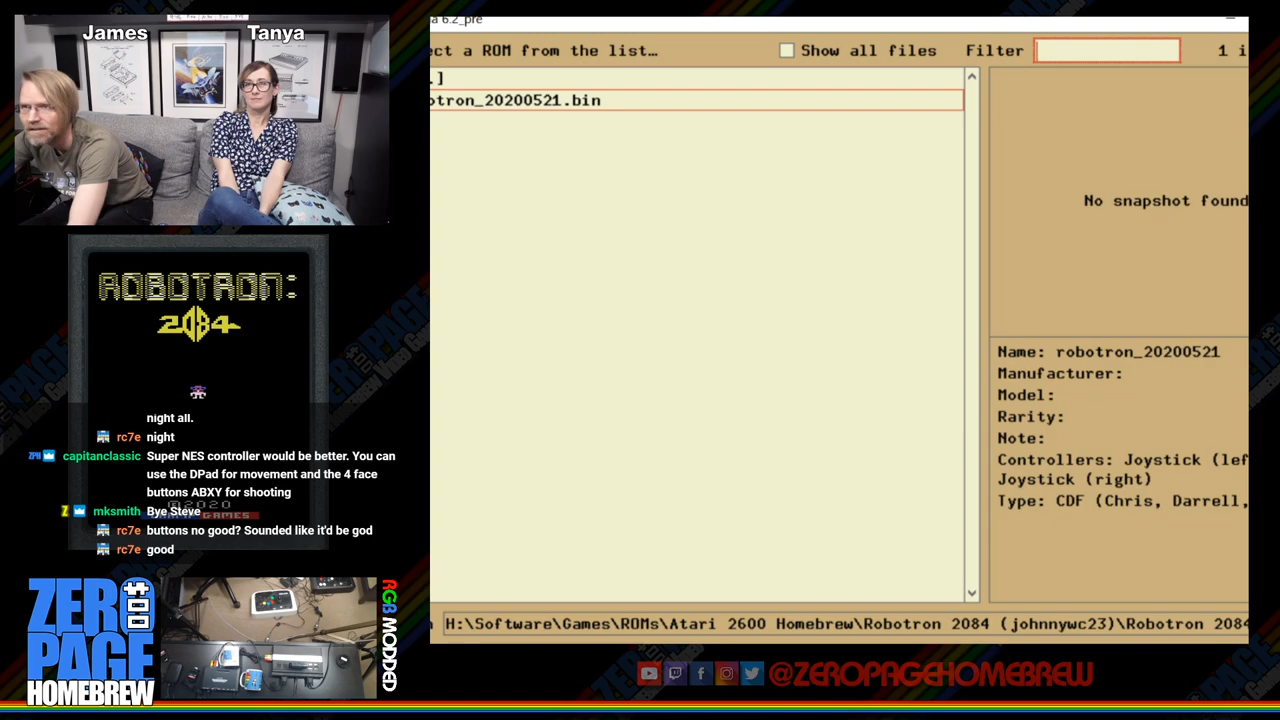 James
Tanya
a 6.2_pre
ect a ROM from the list…
Show all files
Filter
1 i
.]
otron_20200521.bin
No snapshot found
ROBOTRON:
2084
Name: robotron_20200521
Manufacturer:
Model:
Rarity:
Note:
Controllers: Joystick (lef
Joystick (right)
Type: CDF (Chris, Darrell,
night all.
rc7e night
capitanclassic Super NES controller would be better. You can
use the DPad for movement and the 4 face
buttons ABXY for shooting
©2020
GAMES
mksmith Bye Steve
rc7e buttons no good? Sounded like it'd be god
rc7e good
H:\Software\Games\ROMs\Atari 2600 Homebrew\Robotron 2084 (johnnywc23)\Robotron 2084
ZERO
PAGE
HOMEBREW
RGB MODDED
@ZEROPAGEHOMEBREW